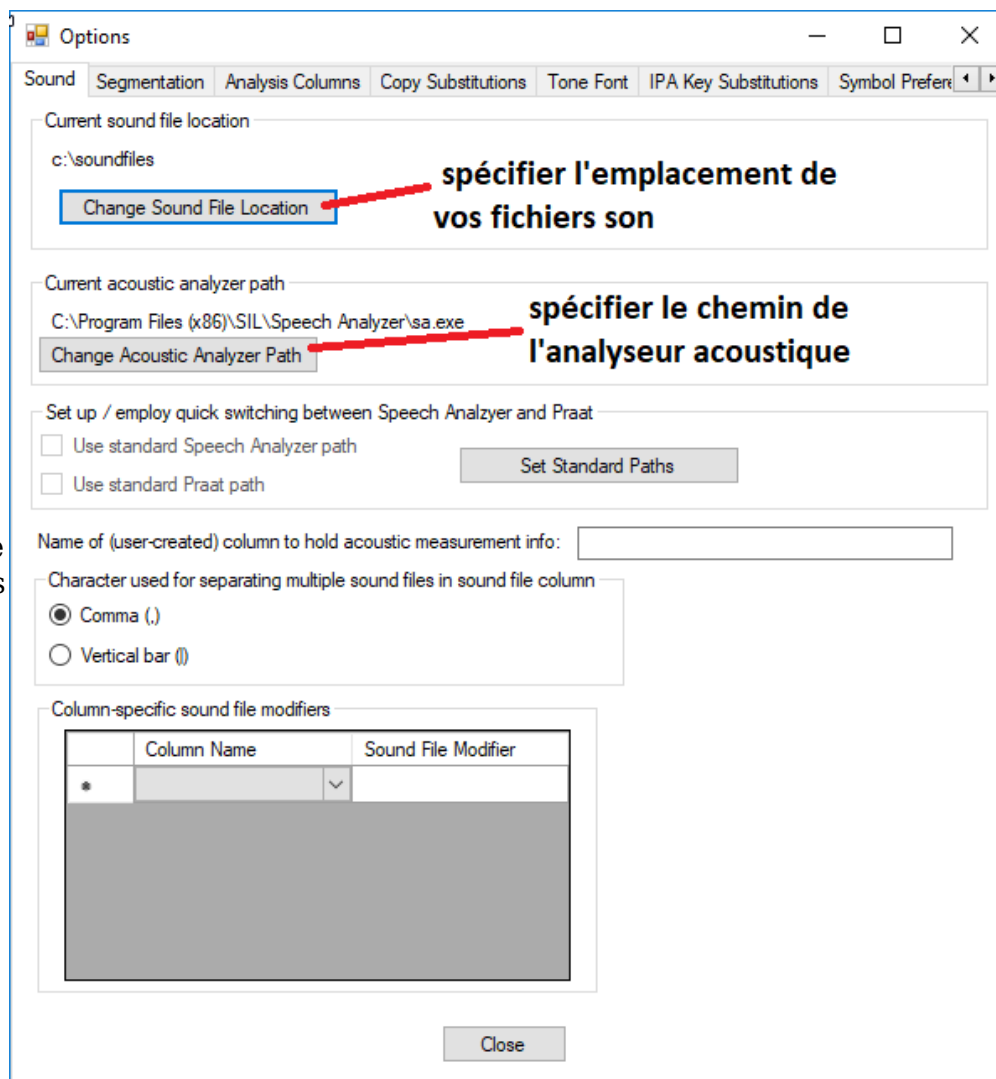 Options
Sound Segmentation Analysis Columns Copy Substitutions Tone Font IPA Key Substitutions Symbol Prefere
Current sound file location
c:\soundfiles
Change Sound File Location
spécifier l'emplacement de
vos fichiers son
Current acoustic analyzer path
C:\Program Files (x86)\SIL\Speech Analyzer\sa.exe
Change Acoustic Analyzer Path
spécifier le chemin de
l'analyseur acoustique
Set up / employ quick switching between Speech Analzyer and Praat
Use standard Speech Analyzer path
Use standard Praat path
Set Standard Paths
Name of (user-created) column to hold acoustic measurement info:
Character used for separating multiple sound files in sound file column
Comma (,)
Vertical bar (|)
Column-specific sound file modifiers
Column Name Sound File Modifier
Close